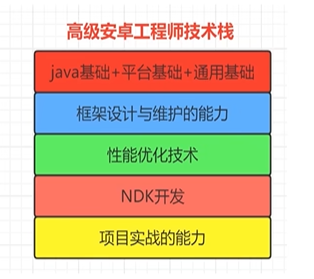 高级安卓工程师技术栈
java基础+平台基础+通用基础
框架设计与维护的能力
性能优化技术
NDK开发
项目实战的能力